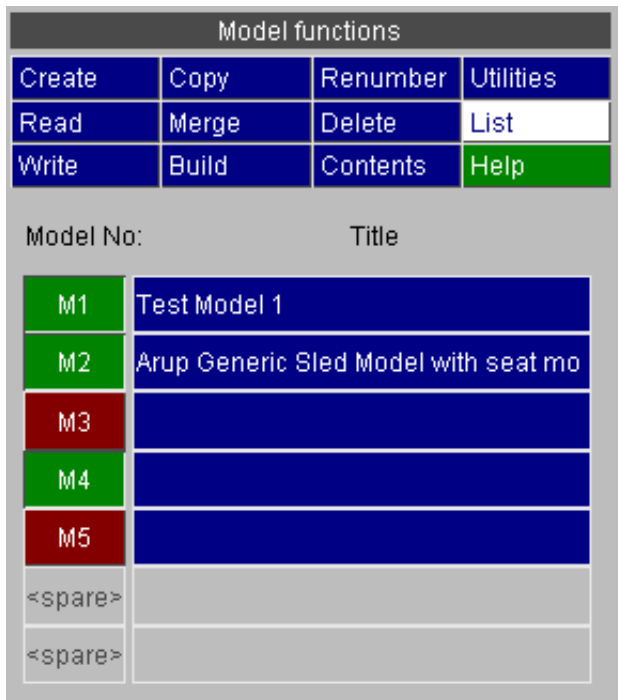 Model functions
Create Copy Renumber Utilities
Read Merge Delete List
Write Build Contents Help
Model No: Title
M1 Test Model 1
M2 Arup Generic Sled Model with seat mo
M3
M4
M5
<spare>
<spare>